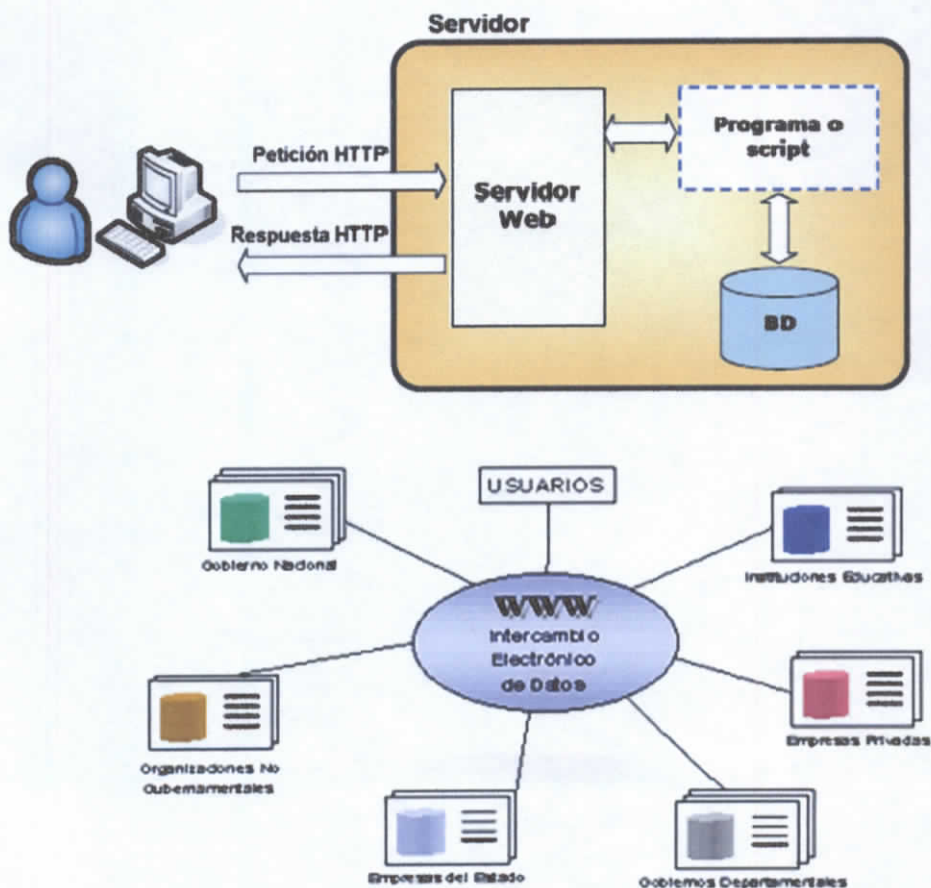 Servidor
Petición HTTP
Respuesta HTTP
Servidor
Web
Programa o
script
BD
USUARIOS
Gobierno Nacional
Instituciones Educativas
WWW
Intercambio
Electrónico
de Datos
Organizaciones No
Gubernamentales
Empresas Privadas
Empresas del Estado
Gobiernos Departamentales